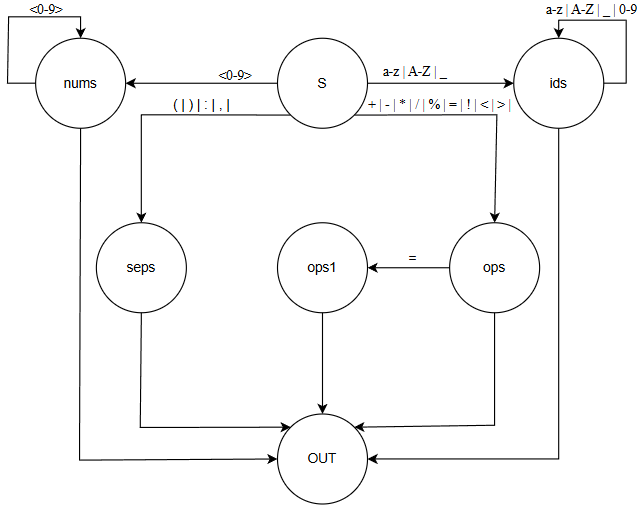 <0-9>
a-z | A-Z | _ | 0-9
nums
<0-9>
S
a-z | A-Z | _
ids
( | ) | : | , |
+ | - | * | / | % | = | ! | < | > |
seps
ops1
=
ops
OUT